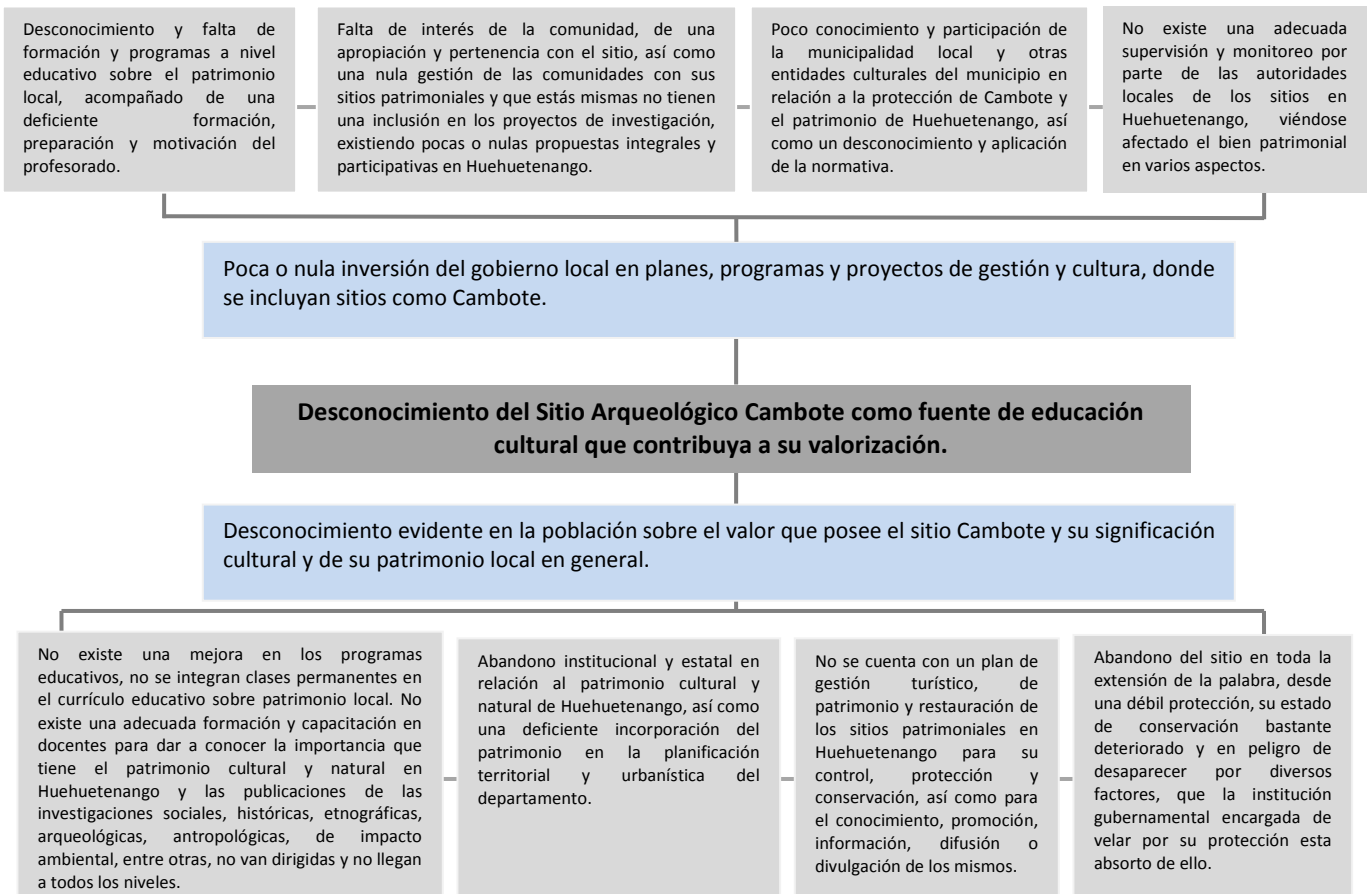 Desconocimiento y falta de
formación y programas a nivel
educativo sobre el patrimonio
local, acompañado de una
deficiente formación,
preparación y motivación del
profesorado.
Falta de interés de la comunidad, de una
apropiación y pertenencia con el sitio, así como
una nula gestión de las comunidades con sus
sitios patrimoniales y que estás mismas no tienen
una inclusión en los proyectos de investigación,
existiendo pocas o nulas propuestas integrales y
participativas en Huehuetenango.
Poco conocimiento y participación de
la municipalidad local y otras
entidades culturales del municipio en
relación a la protección de Cambote y
el patrimonio de Huehuetenango, así
como un desconocimiento y aplicación
de la normativa.
No existe una adecuada
supervisión y monitoreo por
parte de las autoridades
locales de los sitios en
Huehuetenango, viéndose
afectado el bien patrimonial
en varios aspectos.
Poca o nula inversión del gobierno local en planes, programas y proyectos de gestión y cultura, donde
se incluyan sitios como Cambote.
Desconocimiento del Sitio Arqueológico Cambote como fuente de educación
cultural que contribuya a su valorización.
Desconocimiento evidente en la población sobre el valor que posee el sitio Cambote y su significación
cultural y de su patrimonio local en general.
No existe una mejora en los programas
educativos, no se integran clases permanentes en
el currículo educativo sobre patrimonio local. No
existe una adecuada formación y capacitación en
docentes para dar a conocer la importancia que
tiene el patrimonio cultural y natural en
Huehuetenango y las publicaciones de las
investigaciones sociales, históricas, etnográficas,
arqueológicas, antropológicas, de impacto
ambiental, entre otras, no van dirigidas y no llegan
a todos los niveles.
Abandono institucional y estatal en
relación al patrimonio cultural y
natural de Huehuetenango, así como
una deficiente incorporación del
patrimonio en la planificación
territorial y urbanística del
departamento.
No se cuenta con un plan de
gestión turístico, de
patrimonio y restauración de
los sitios patrimoniales en
Huehuetenango para su
control, protección y
conservación, así como para
el conocimiento, promoción,
información, difusión o
divulgación de los mismos.
Abandono del sitio en toda la
extensión de la palabra, desde
una débil protección, su estado
de conservación bastante
deteriorado y en peligro de
desaparecer por diversos
factores, que la institución
gubernamental encargada de
velar por su protección esta
absorto de ello.